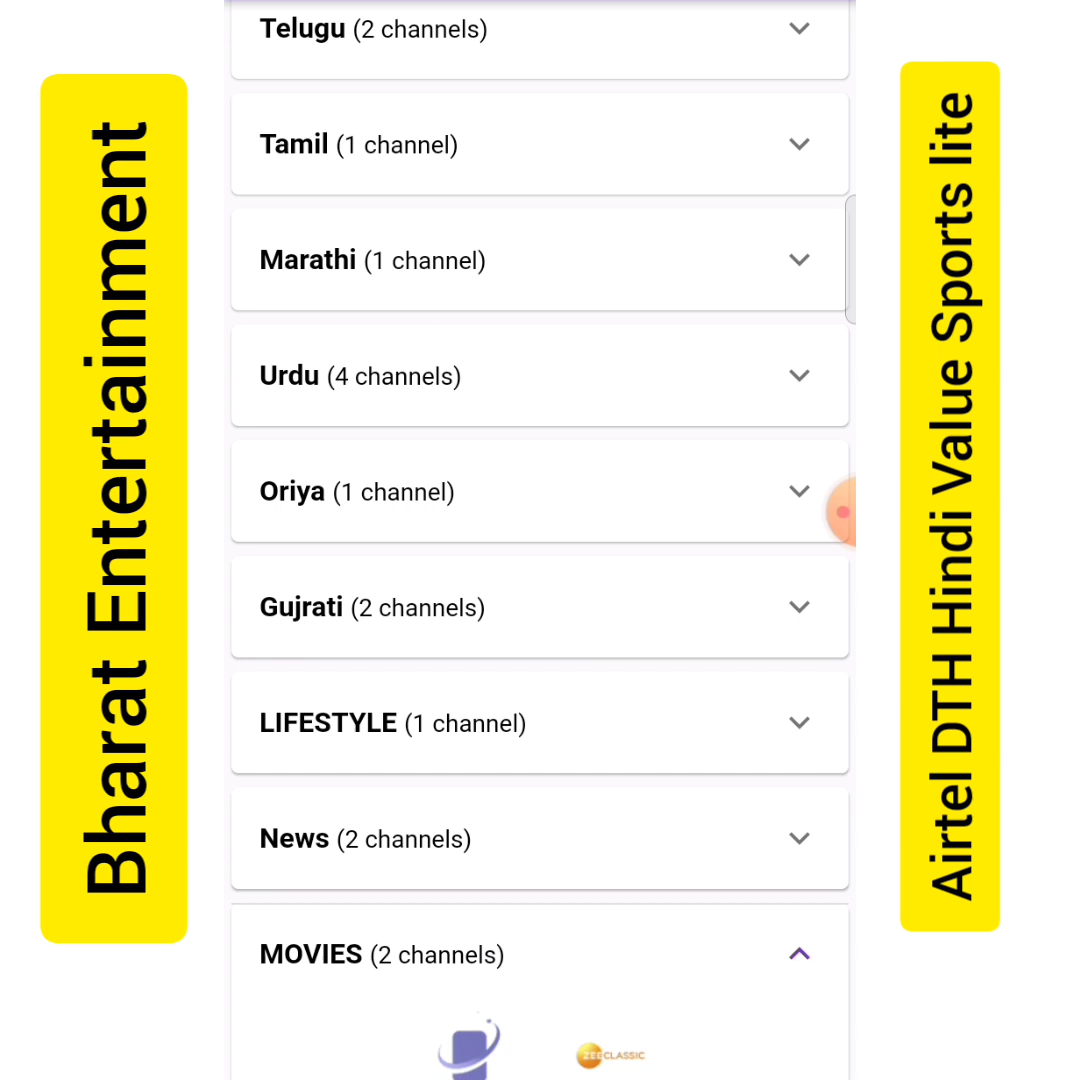 Bharat Entertainment
Telugu (2 channels)
Tamil (1 channel)
Marathi (1 channel)
Urdu (4 channels)
Oriya (1 channel)
Gujrati (2 channels)
LIFESTYLE (1 channel)
News (2 channels)
MOVIES (2 channels)
ZEE CLASSIC
Airtel DTH Hindi Value Sports lite